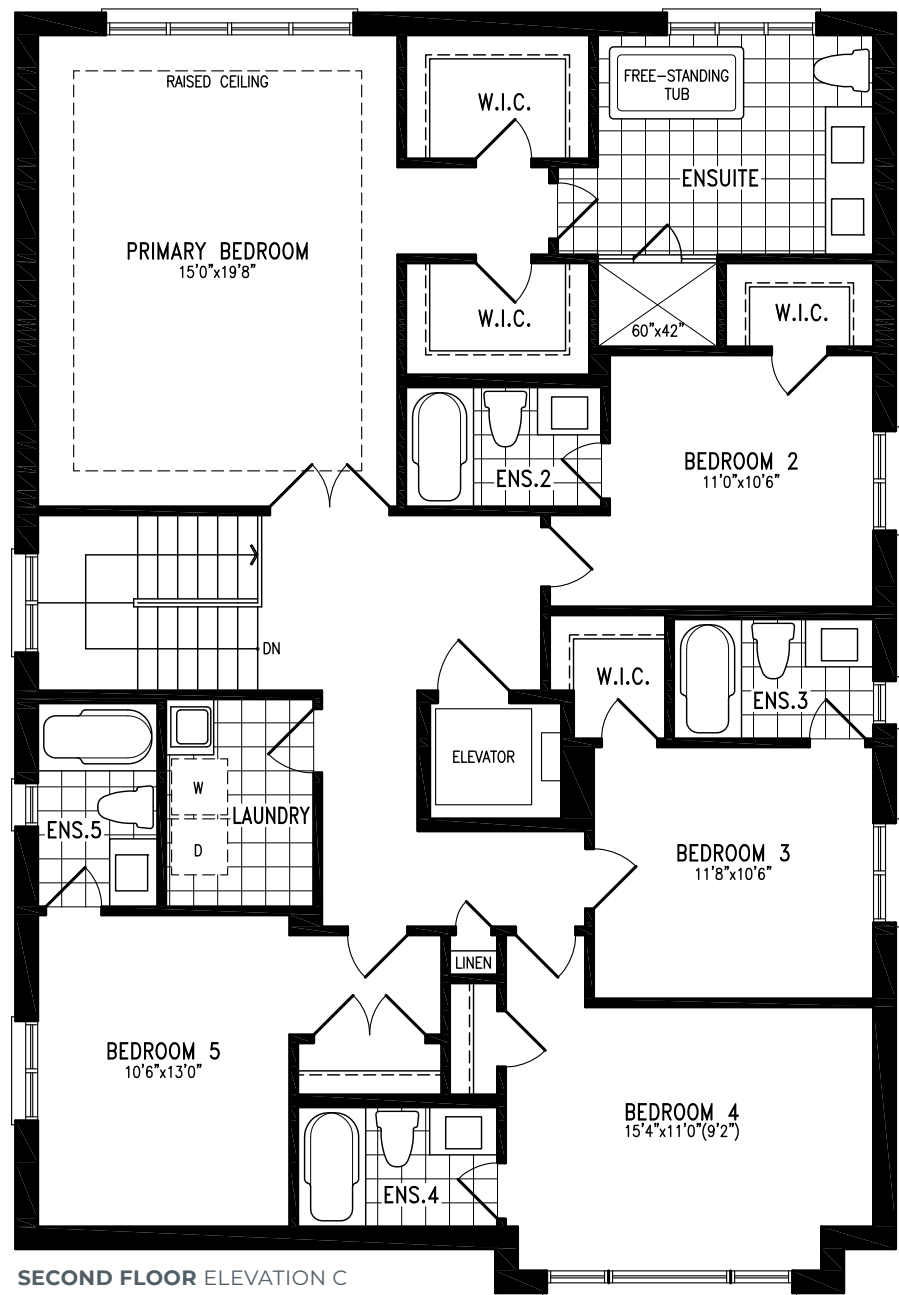 RAISED CEILING
W.I.C.
FREE-STANDING
TUB
ENSUITE
PRIMARY BEDROOM
15'0"x19'8"
W.I.C.
60"x42"
W.I.C.
BEDROOM 2
11'0"x10'6"
ENS.2
DN
W.I.C.
ENS.3
ELEVATOR
W
LAUNDRY
D
ENS.5
BEDROOM 3
11'8"x10'6"
LINEN
BEDROOM 5
10'6"x13'0"
BEDROOM 4
15'4"x11'0"(9'2")
ENS.4
SECOND FLOOR ELEVATION C